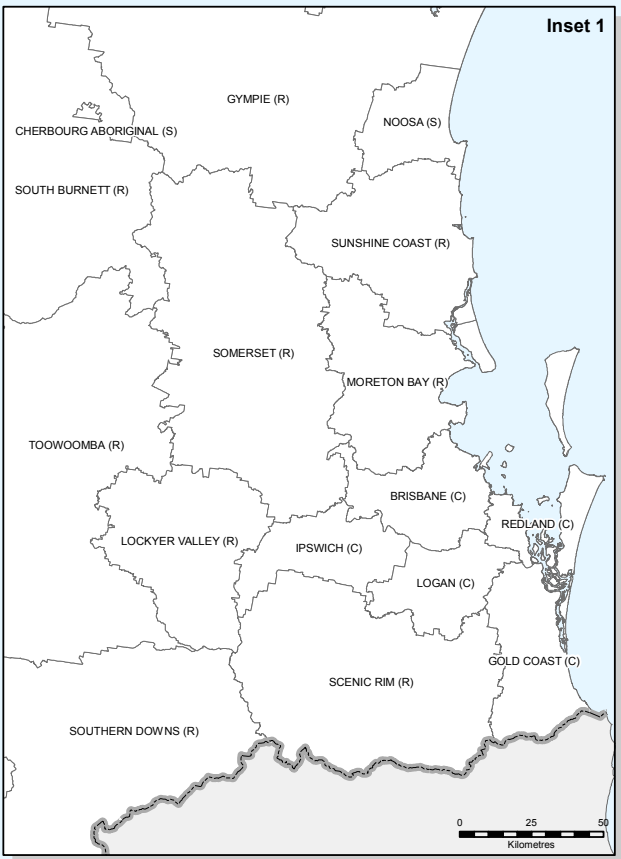 Inset 1
GYMPIE (R)
NOOSA (S)
CHERBOURG ABORIGINAL (S)
SOUTH BURNETT (R)
SUNSHINE COAST (R)
SOMERSET (R)
MORETON BAY (R)
TOOWOOMBA (R)
BRISBANE (C)
REDLAND (C)
LOCKYER VALLEY (R)
IPSWICH (C)
LOGAN (C)
GOLD COAST (C)
SCENIC RIM (R)
SOUTHERN DOWNS (R)
0 25 50
Kilometres